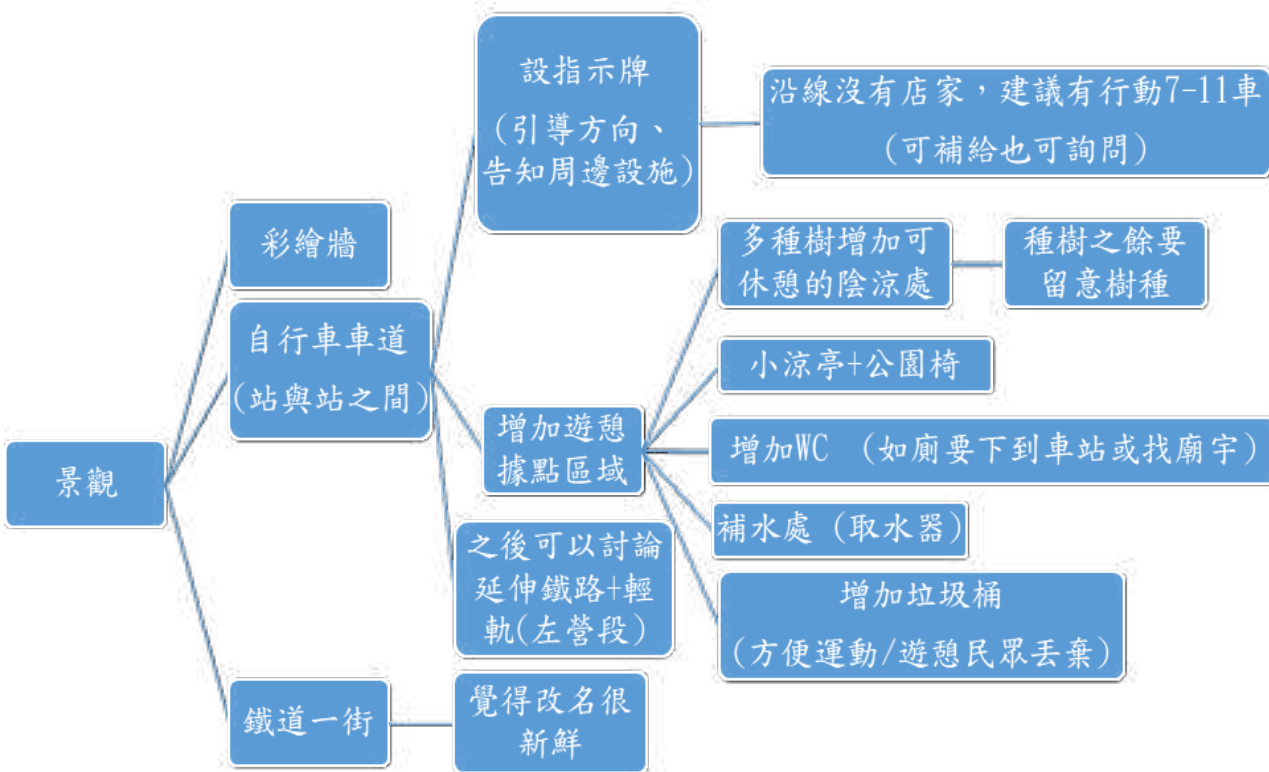 景觀
彩繪牆
自行車車道
(站與站之間)
設指示牌
(引導方向、
告知周邊設施)
沿線沒有店家,建議有行動7-11車
(可補給也可詢問)
增加遊憩
據點區域
多種樹增加可
休憩的陰涼處
種樹之餘要
留意樹種
小涼亭+公園椅
增加WC (如廁要下到車站或找廟宇)
補水處 (取水器)
增加垃圾桶
(方便運動/遊憩民眾丟棄)
之後可以討論
延伸鐵路+輕
軌(左營段)
鐵道一街
覺得改名很
新鮮